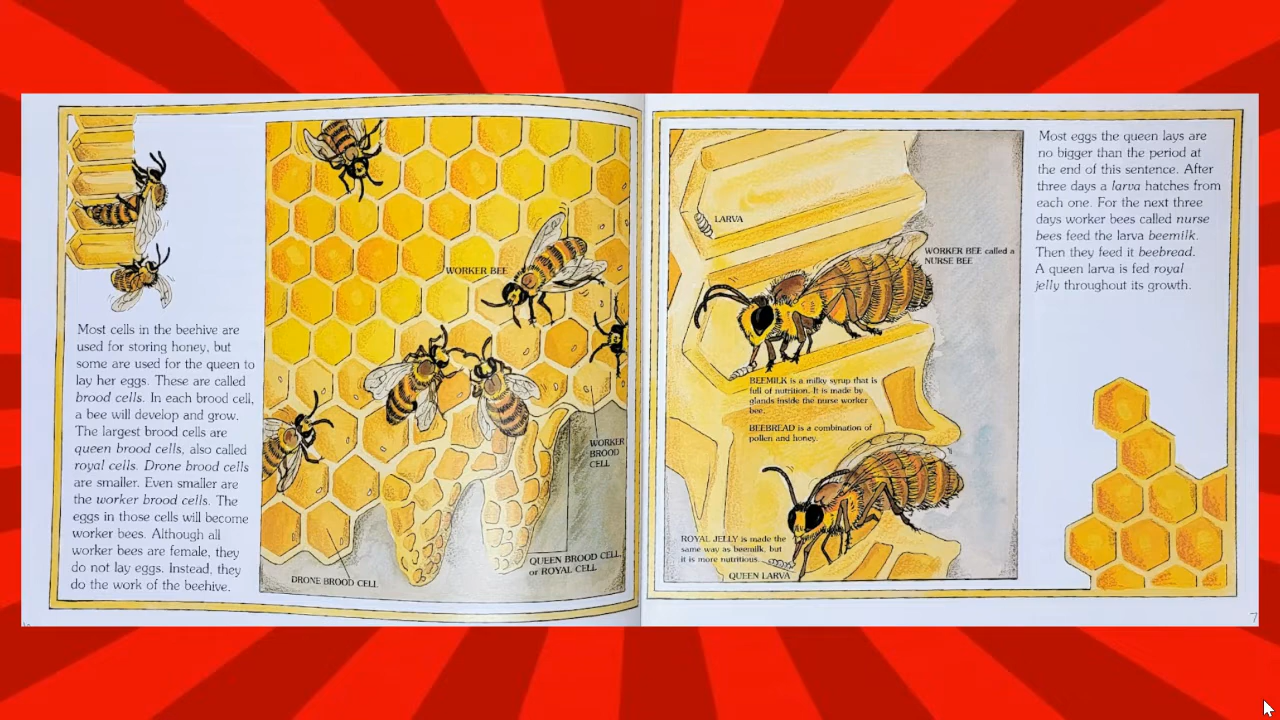 Most cells in the beehive are
used for storing honey, but
some are used for the queen to
lay her eggs. These are called
brood cells. In each brood cell,
a bee will develop and grow.
The largest brood cells are
queen brood cells, also called
royal cells. Drone brood cells
are smaller. Even smaller are
the worker brood cells. The
eggs in those cells will become
worker bees. Although all
worker bees are female, they
do not lay eggs. Instead, they
do the work of the beehive.
WORKER BEE
WORKER
BROOD
CELL
QUEEN BROOD CELL,
or ROYAL CELL
DRONE BROOD CELL
LARVA
WORKER BEE called a
NURSE BEE
BEEMILK is a milky syrup that is
full of nutrition. It is made by
glands inside the nurse worker
bee.
BEEBREAD is a combination of
pollen and honey.
ROYAL JELLY is made the
same way as beemilk, but
it is more nutritious.
QUEEN LARVA
Most eggs the queen lays are
no bigger than the period at
the end of this sentence. After
three days a larva hatches from
each one. For the next three
days worker bees called nurse
bees feed the larva beemilk.
Then they feed it beebread.
A queen larva is fed royal
jelly throughout its growth.
7